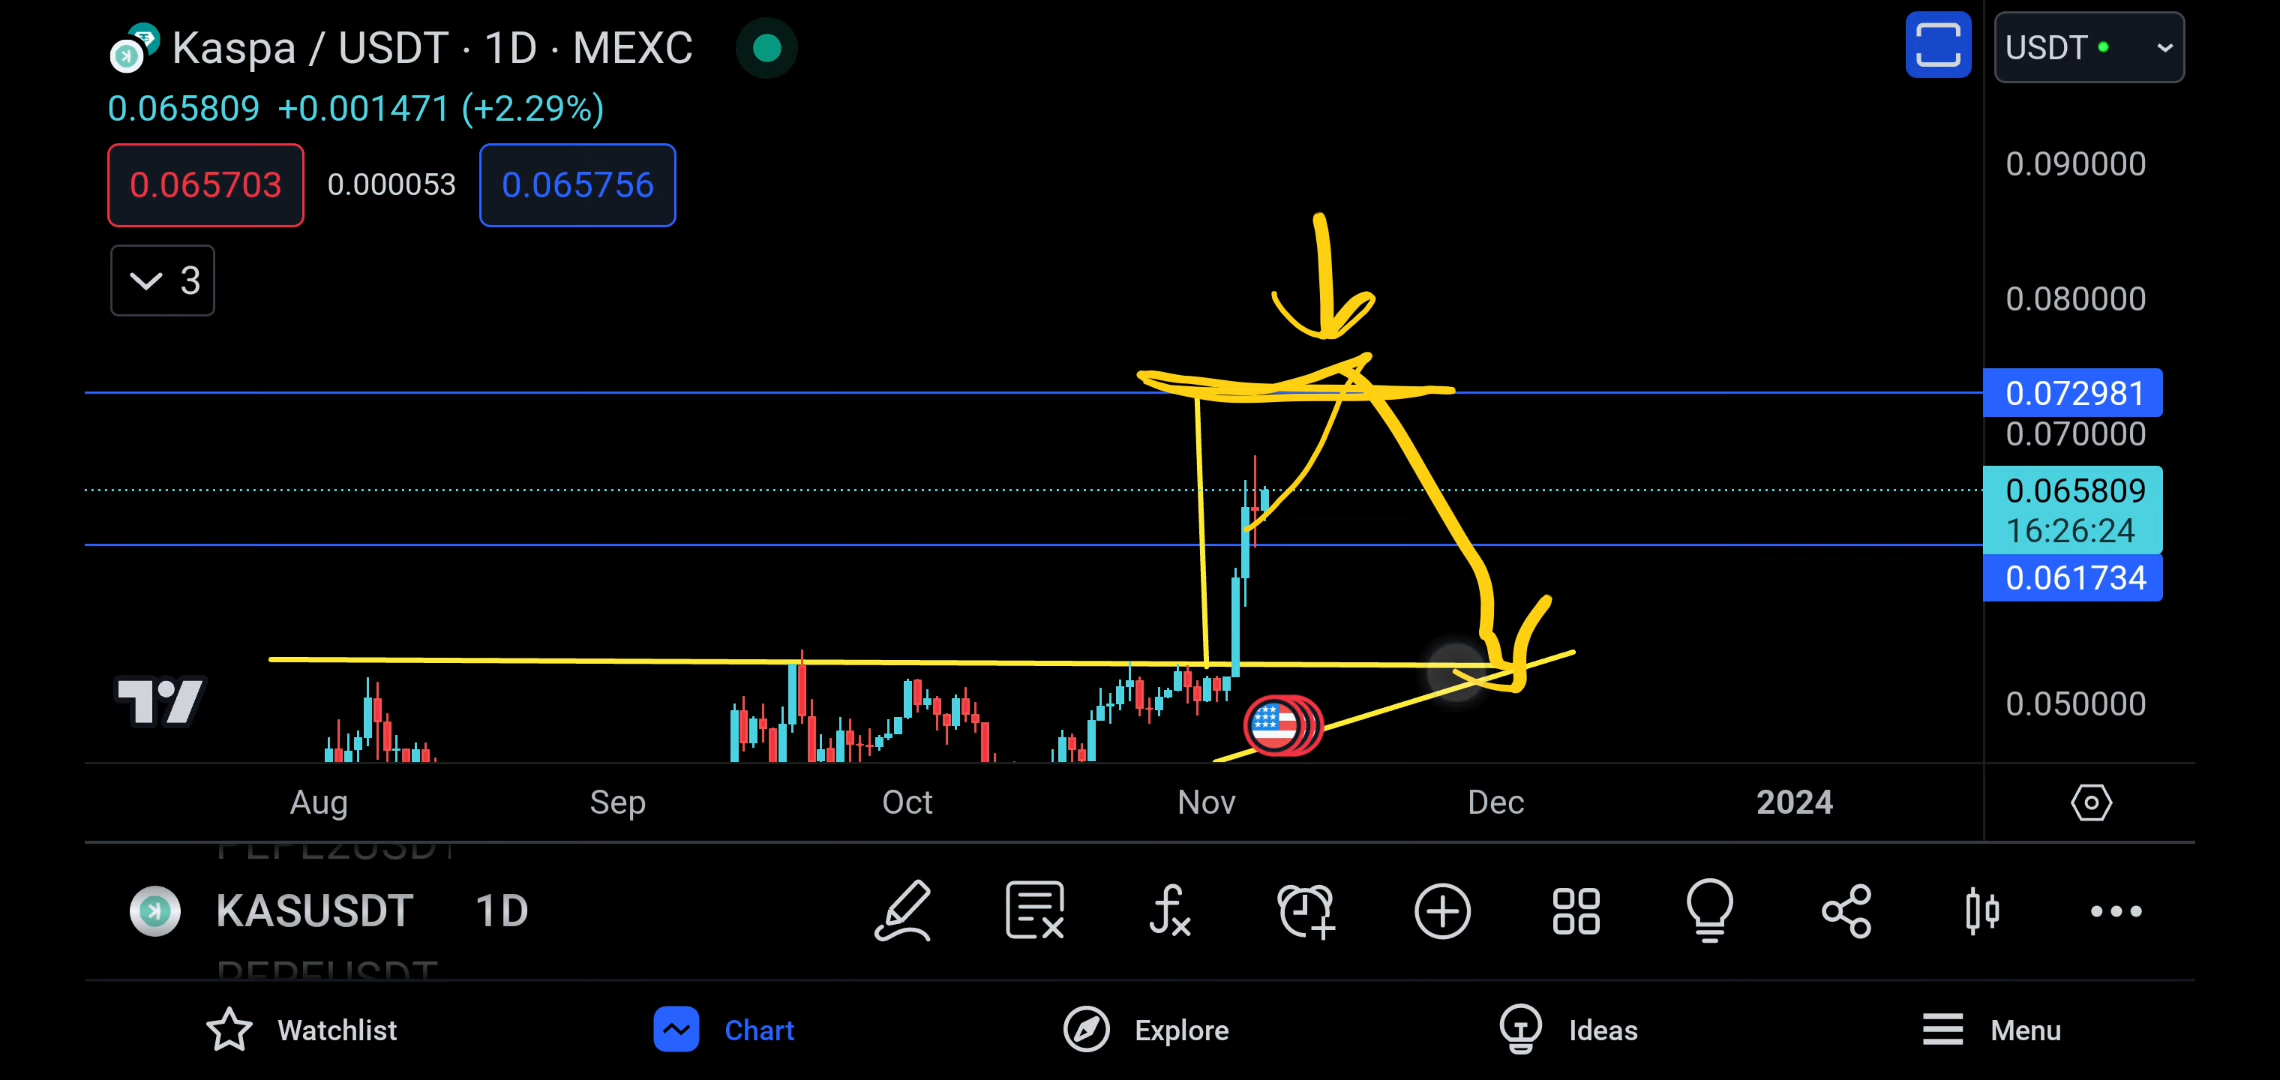 Kaspa / USDT · 1D · MEXC
USDT
0.065809 +0.001471 (+2.29%)
0.065703 0.000053 0.065756
3
0.090000
0.080000
0.072981
0.070000
0.065809
16:26:24
0.061734
0.050000
Aug Sep Oct Nov Dec 2024
KASUSDT 1D
PEPEUSDT
Watchlist Chart Explore Ideas Menu